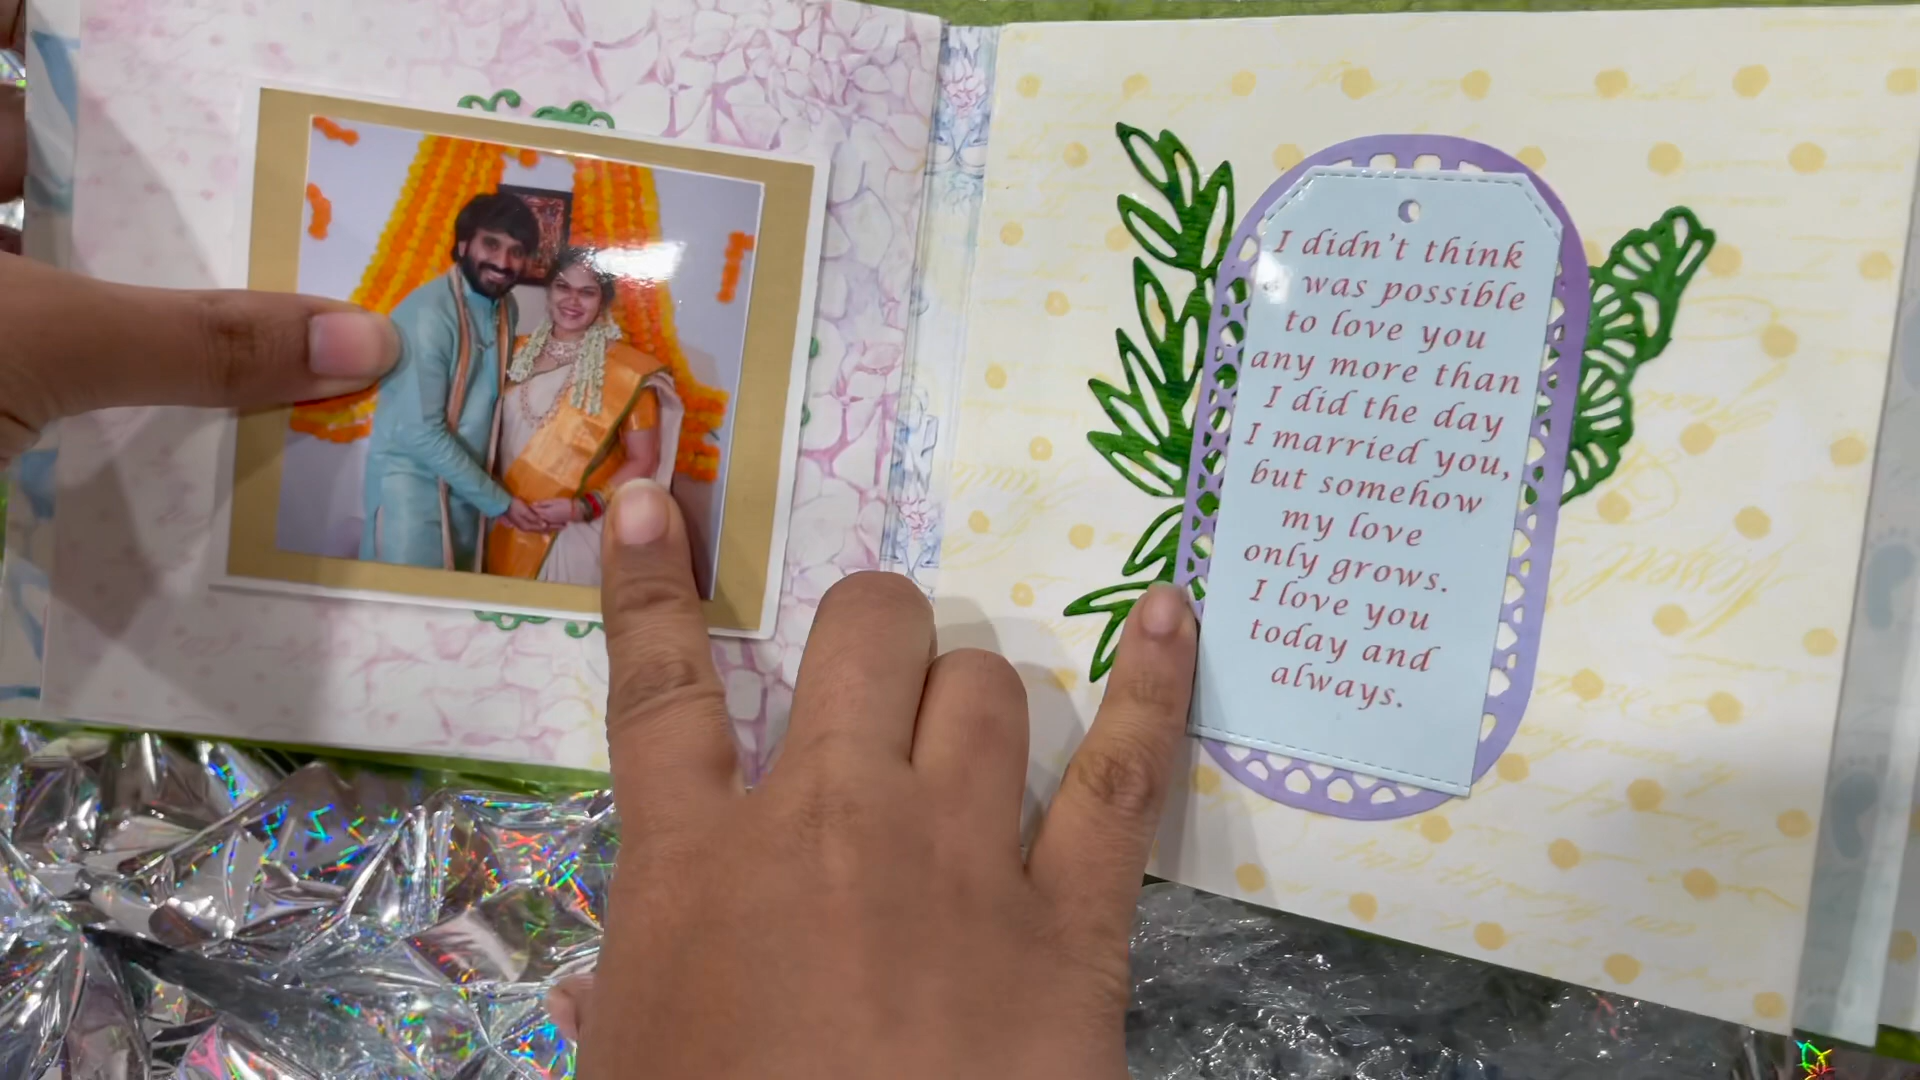 I didn't think
was possible
to love you
any more than
I did the day
I married you,
but somehow
my love
only grows.
I love you
today and
always.